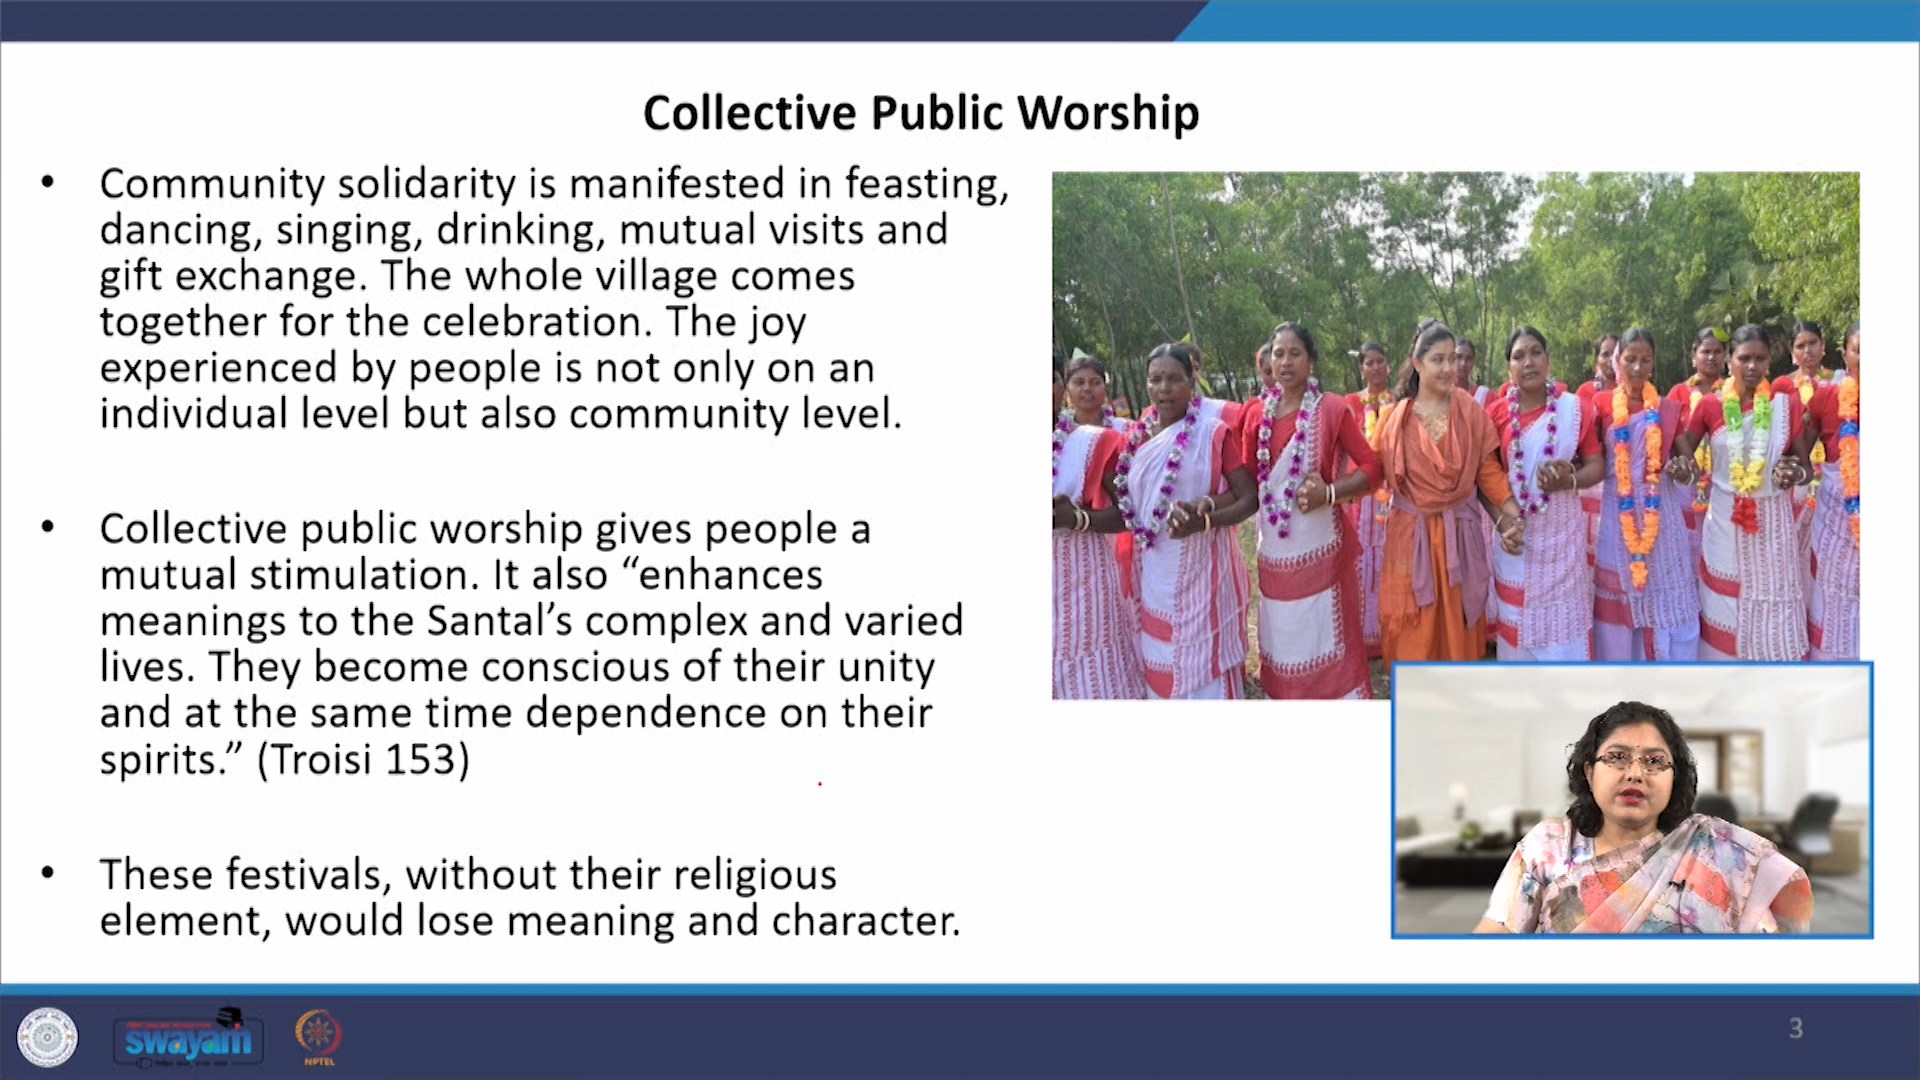 Collective Public Worship
• Community solidarity is manifested in feasting,
dancing, singing, drinking, mutual visits and
gift exchange. The whole village comes
together for the celebration. The joy
experienced by people is not only on an
individual level but also community level.
• Collective public worship gives people a
mutual stimulation. It also “enhances
meanings to the Santal’s complex and varied
lives. They become conscious of their unity
and at the same time dependence on their
spirits.” (Troisi 153)
• These festivals, without their religious
element, would lose meaning and character.
swayam
NPTEL
3